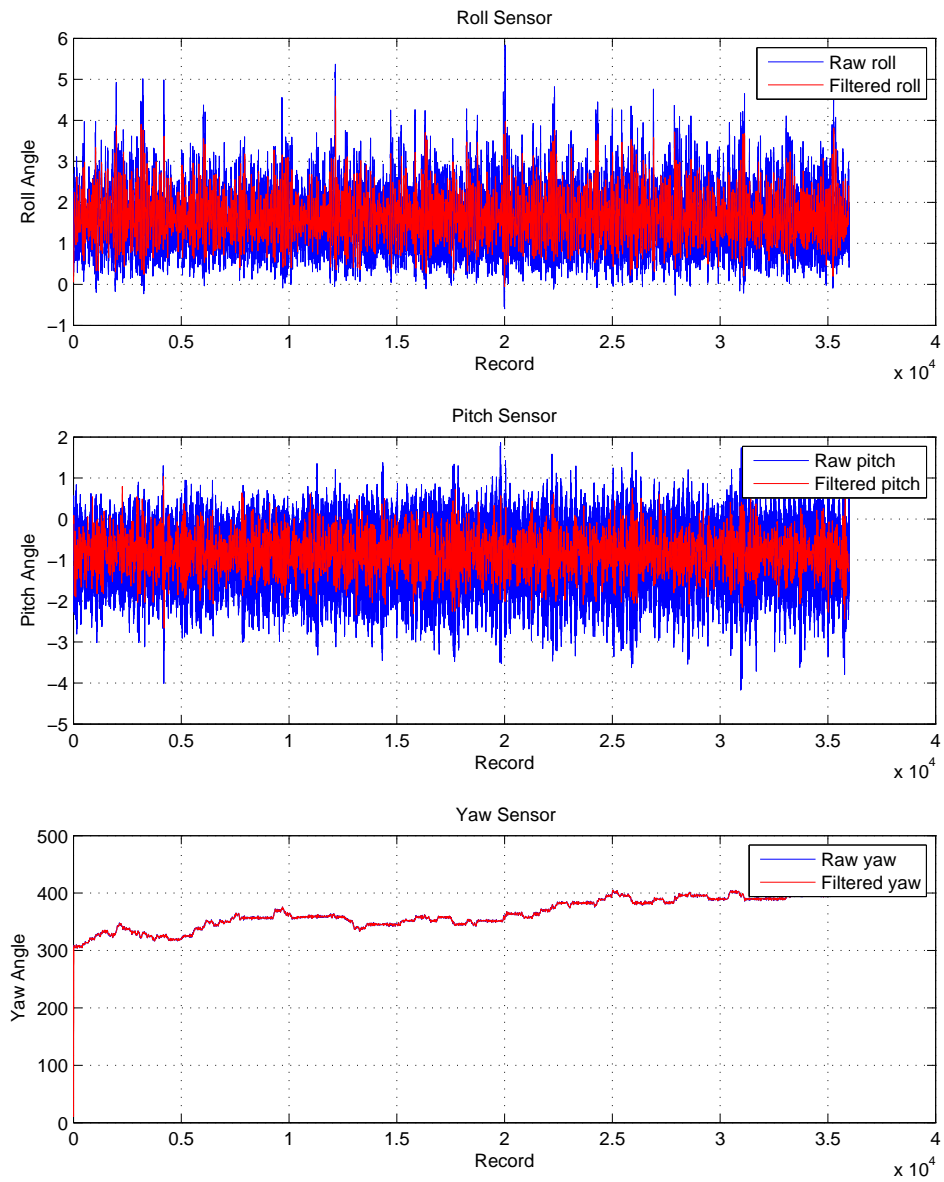 Roll Sensor
6
5
4
3
2
1
0
−1
Roll Angle
Raw roll
Filtered roll
0 0.5 1 1.5 2 2.5 3 3.5 4
Record
x 10^4
Pitch Sensor
2
1
0
−1
−2
−3
−4
−5
Pitch Angle
Raw pitch
Filtered pitch
0 0.5 1 1.5 2 2.5 3 3.5 4
Record
x 10^4
Yaw Sensor
500
400
300
200
100
0
Yaw Angle
Raw yaw
Filtered yaw
0 0.5 1 1.5 2 2.5 3 3.5 4
Record
x 10^4